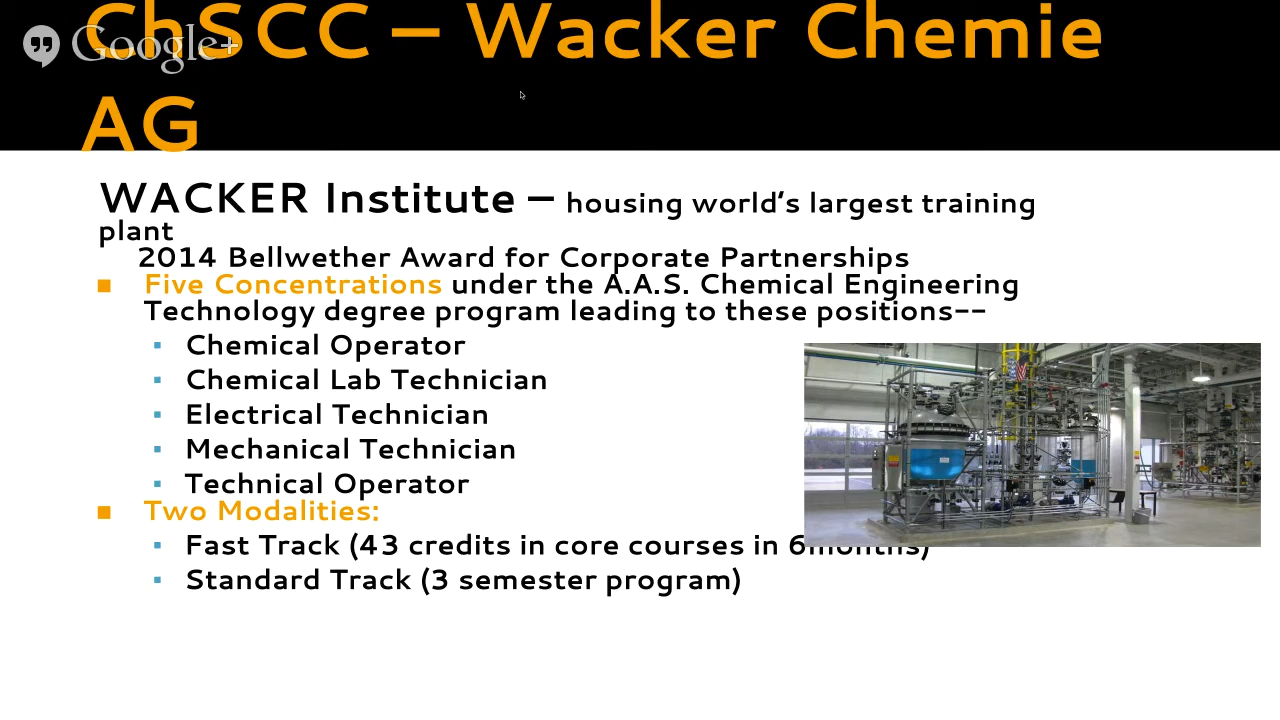 ChSCC – Wacker Chemie
Google+
AG
WACKER Institute – housing world's largest training
plant
2014 Bellwether Award for Corporate Partnerships
Five Concentrations under the A.A.S. Chemical Engineering
Technology degree program leading to these positions--
Chemical Operator
Chemical Lab Technician
Electrical Technician
Mechanical Technician
Technical Operator
Two Modalities:
Fast Track (43 credits in core courses in 6months)
Standard Track (3 semester program)